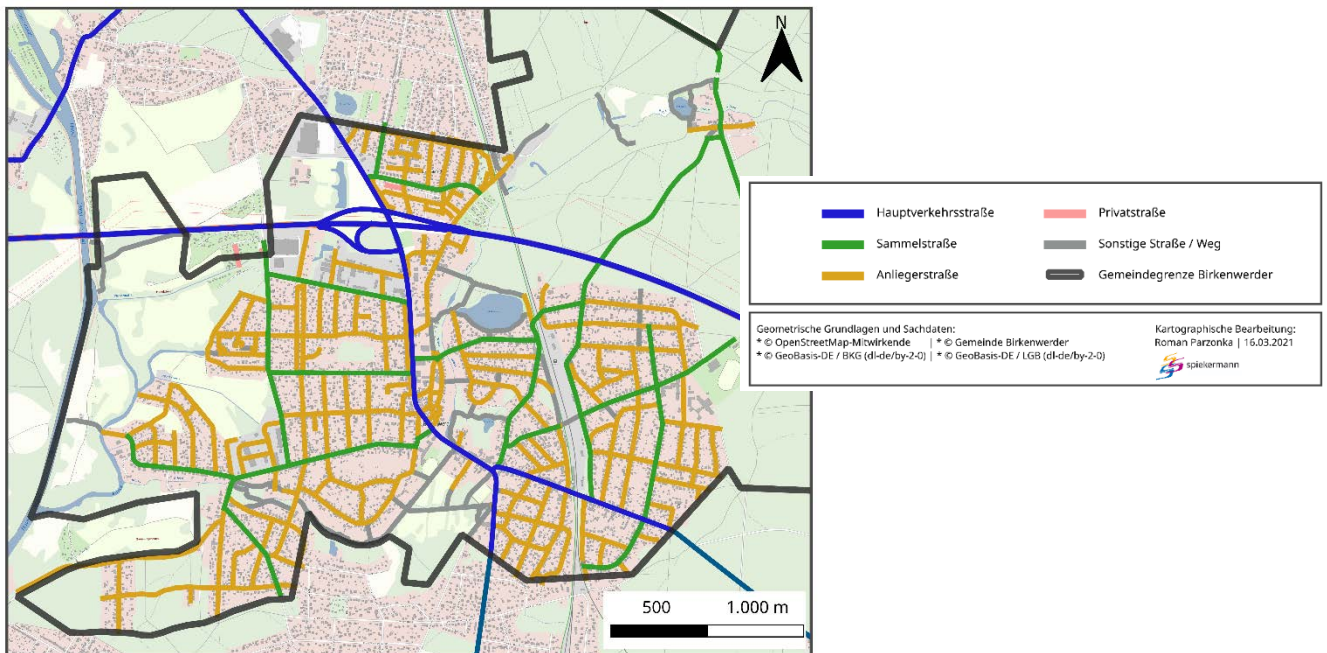 N
500 1.000 m
Hauptverkehrsstraße
Privatstraße
Sammelstraße
Sonstige Straße / Weg
Anliegerstraße
Gemeindegrenze Birkenwerder
Geometrische Grundlagen und Sachdaten:
* © OpenStreetMap-Mitwirkende | * © Gemeinde Birkenwerder
* © GeoBasis-DE / BKG (dl-de/by-2-0) | * © GeoBasis-DE / LGB (dl-de/by-2-0)
Kartographische Bearbeitung:
Roman Parzonka | 16.03.2021
spiekermann